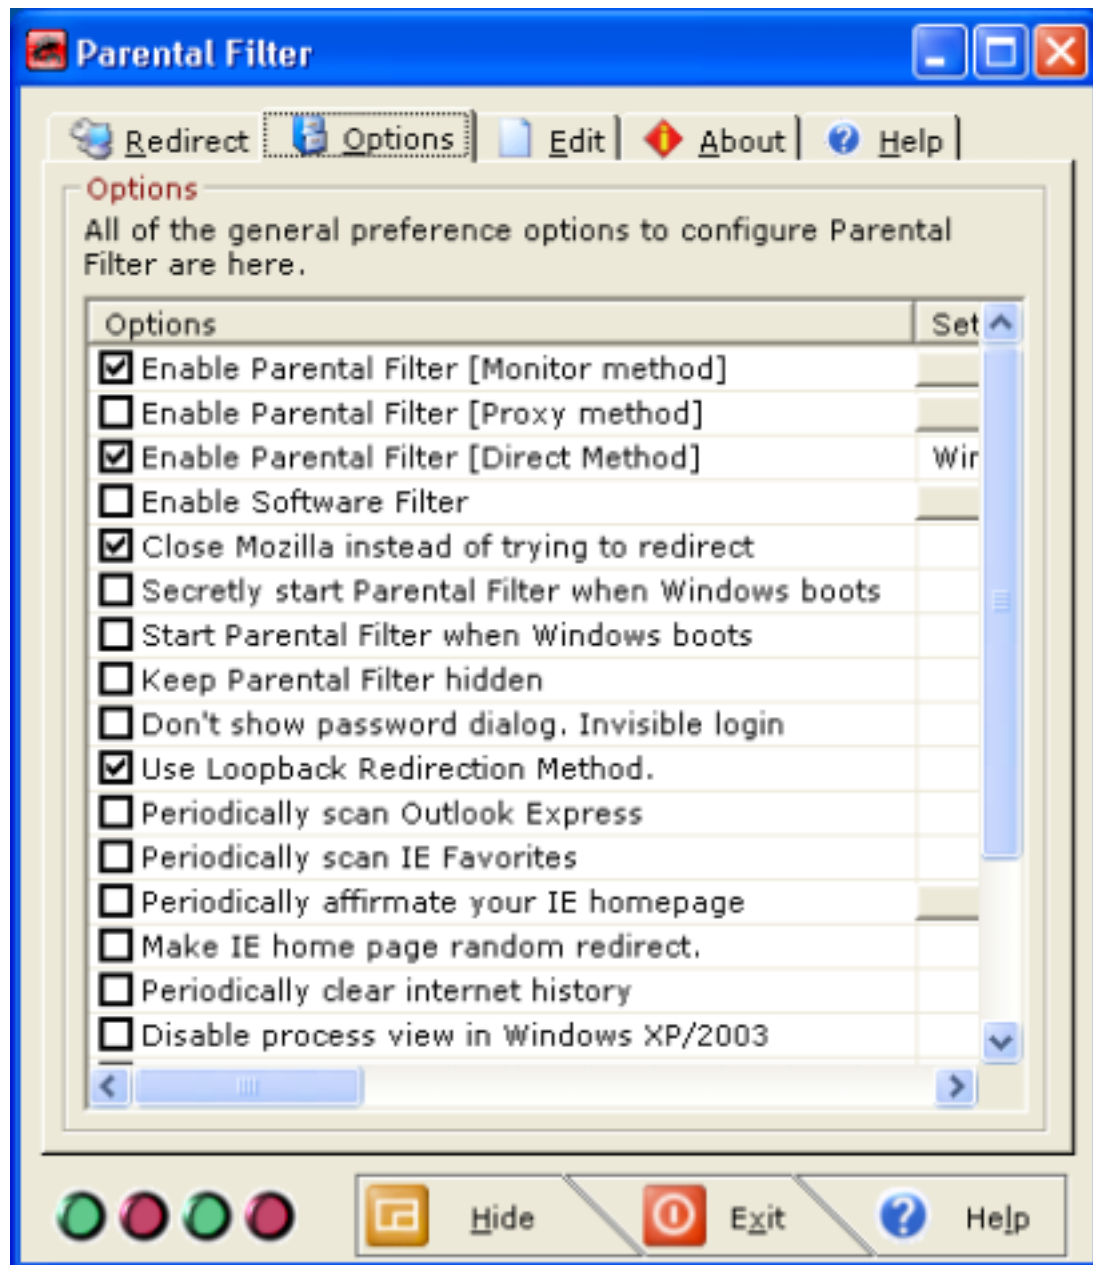 Parental Filter
Redirect Options Edit About Help
Options
All of the general preference options to configure Parental
Filter are here.
Options Set
Enable Parental Filter [Monitor method]
Enable Parental Filter [Proxy method]
Enable Parental Filter [Direct Method] Wir
Enable Software Filter
Close Mozilla instead of trying to redirect
Secretly start Parental Filter when Windows boots
Start Parental Filter when Windows boots
Keep Parental Filter hidden
Don't show password dialog. Invisible login
Use Loopback Redirection Method.
Periodically scan Outlook Express
Periodically scan IE Favorites
Periodically affirmate your IE homepage
Make IE home page random redirect.
Periodically clear internet history
Disable process view in Windows XP/2003
Hide Exit Help